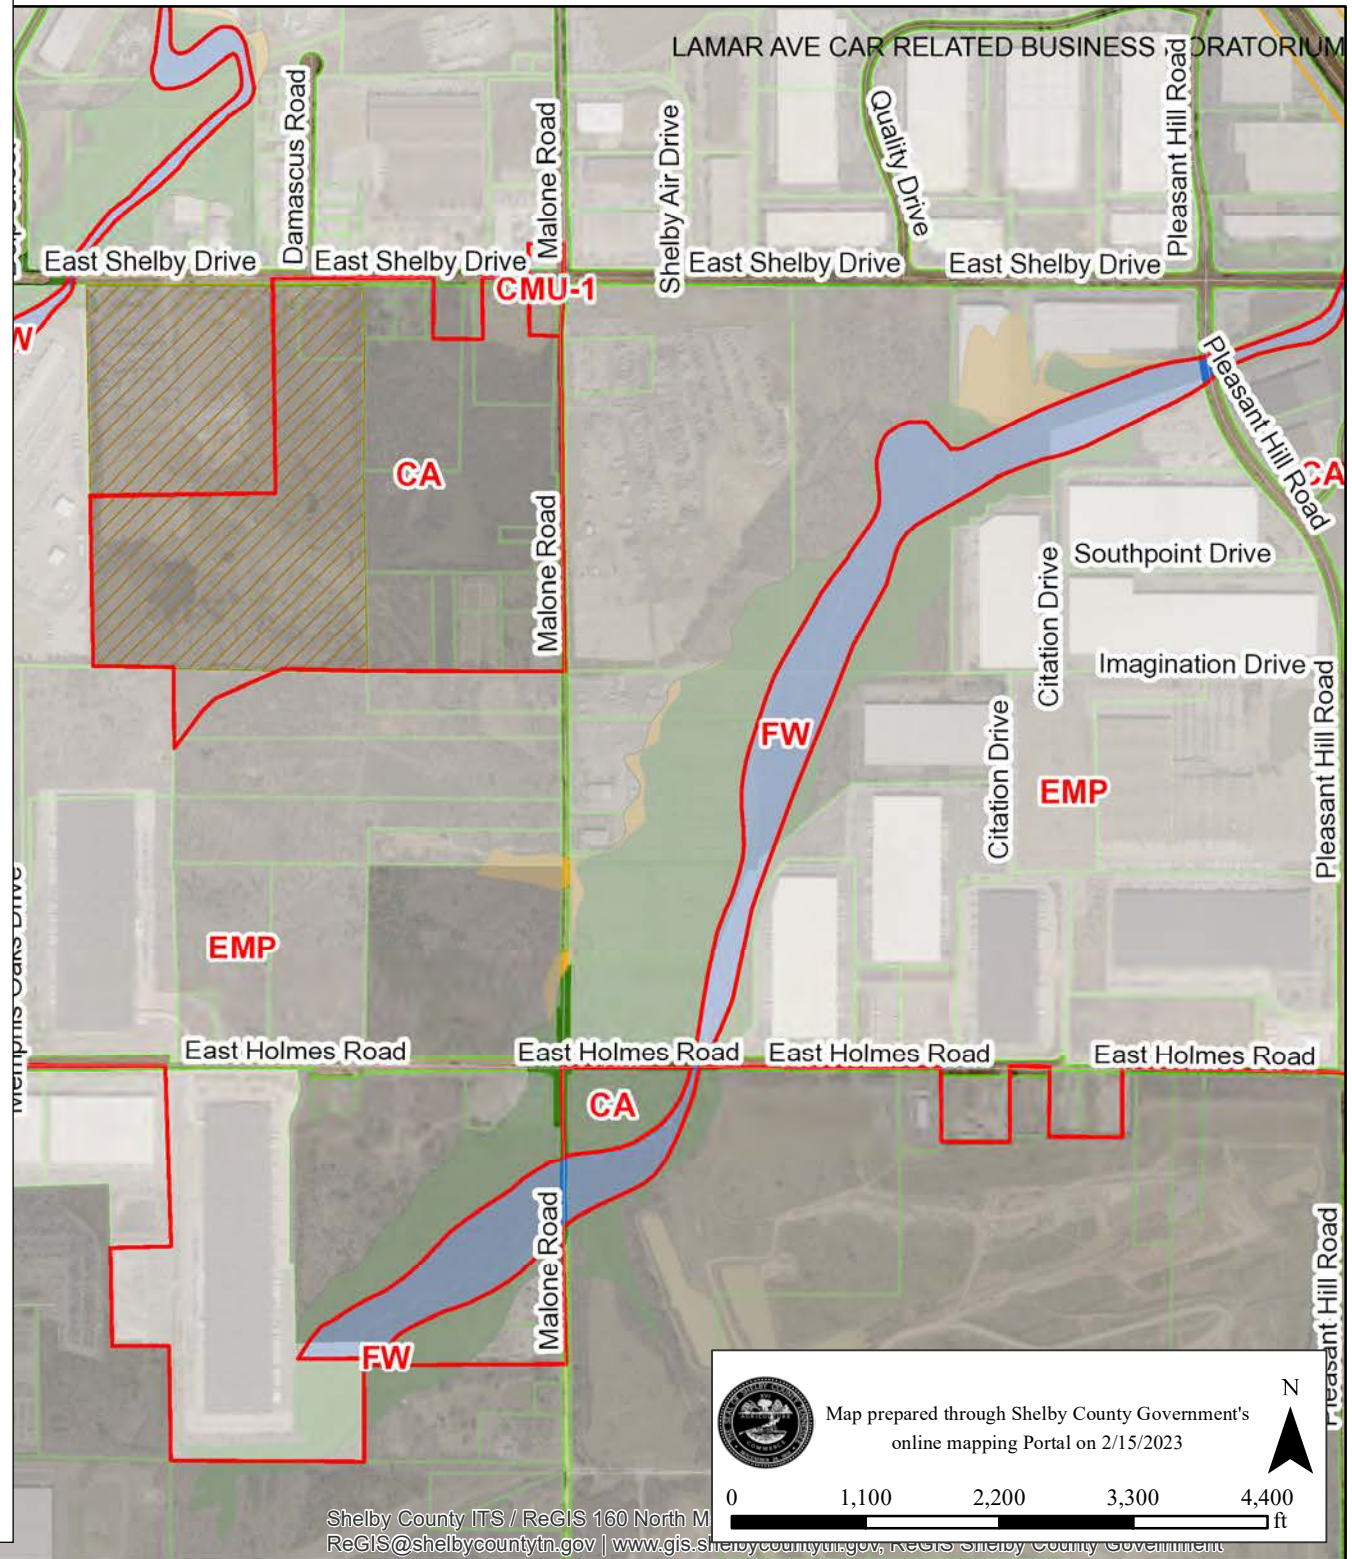 LAMAR AVE CAR RELATED BUSINESS
Damascus Road
Malone Road
Shelby Air Drive
Quality Drive
Pleasant Hill Road
East Shelby Drive
East Shelby Drive
East Shelby Drive
East Shelby Drive
CMU-1
W
Pleasant Hill Road
CA
CA
Malone Road
Southpoint Drive
Citation Drive
Imagination Drive
Pleasant Hill Road
FW
Citation Drive
EMP
EMP
East Holmes Road
East Holmes Road
East Holmes Road
East Holmes Road
CA
Malone Road
FW
Map prepared through Shelby County Government's
online mapping Portal on 2/15/2023
N
0 1,100 2,200 3,300 4,400
ft
Shelby County ITS / ReGIS 160 North M
ReGIS@shelbycountytn.gov | www.gis.shelbycountytn.gov, ReGIS Shelby County Government